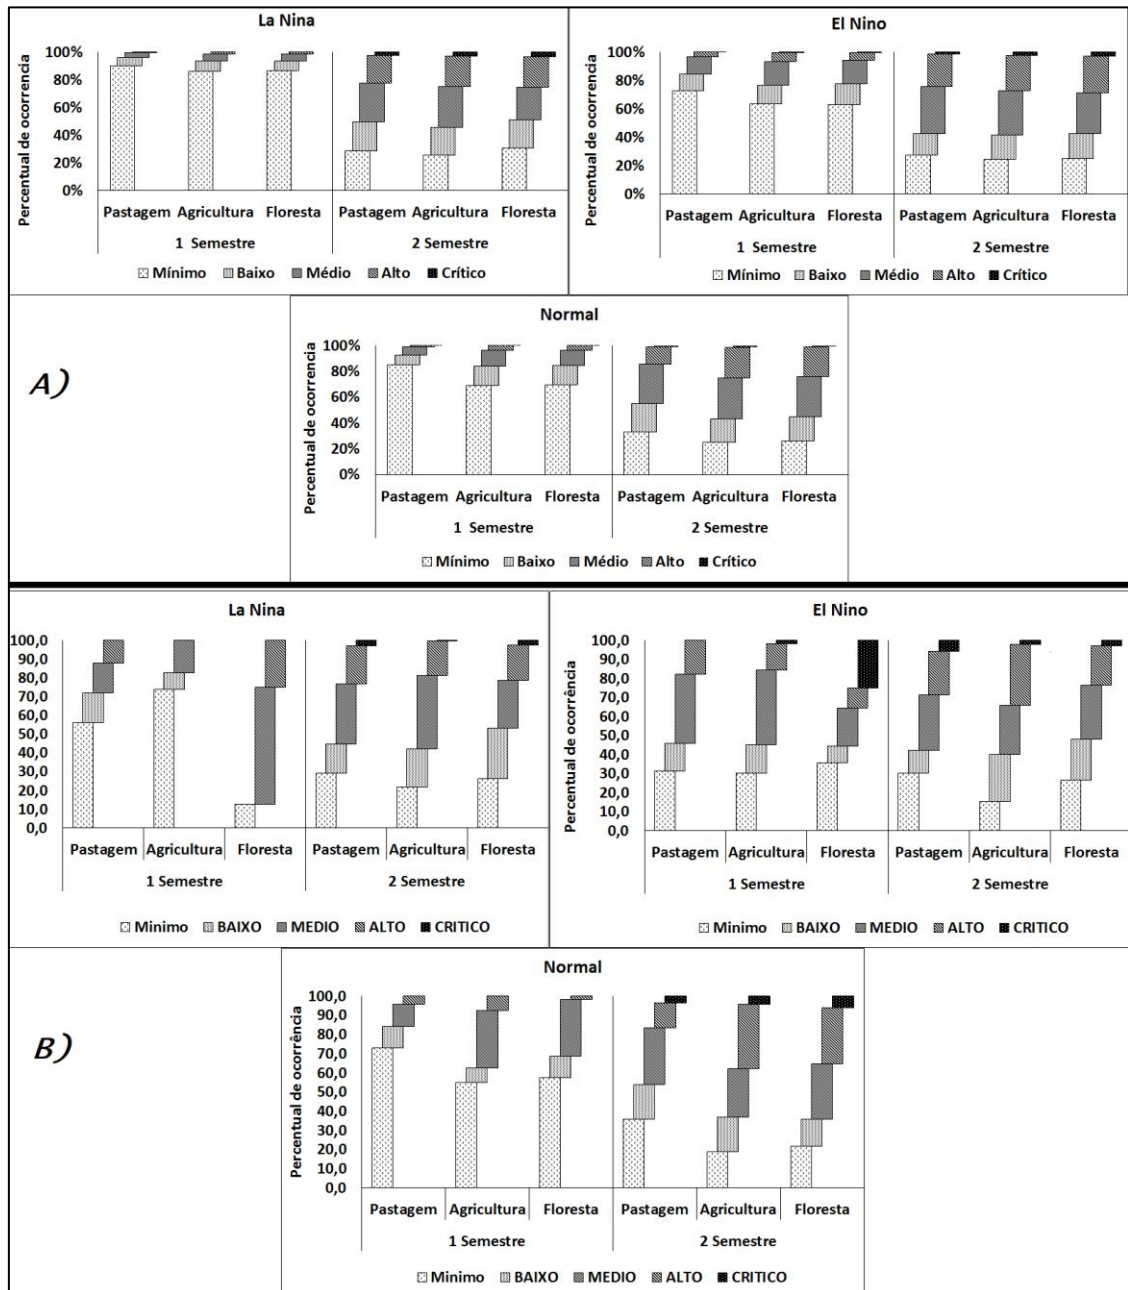 La Nina
Percentual de ocorrencia
100%
80%
60%
40%
20%
0%
Pastagem Agricultura Floresta Pastagem Agricultura Floresta
1 Semestre 2 Semestre
Mínimo Baixo Médio Alto Crítico
El Nino
Percentual de ocorrencia
100%
80%
60%
40%
20%
0%
Pastagem Agricultura Floresta Pastagem Agricultura Floresta
1 Semestre 2 Semestre
Mínimo Baixo Médio Alto Crítico
A)
Normal
Percentual de ocorrencia
100%
80%
60%
40%
20%
0%
Pastagem Agricultura Floresta Pastagem Agricultura Floresta
1 Semestre 2 Semestre
Mínimo Baixo Médio Alto Crítico
La Nina
100,0
90,0
80,0
70,0
60,0
50,0
40,0
30,0
20,0
10,0
0,0
Pastagem Agricultura Floresta Pastagem Agricultura Floresta
1 Semestre 2 Semestre
Minimo BAIXO MEDIO ALTO CRITICO
El Nino
Percentual de ocorrência
100,0
90,0
80,0
70,0
60,0
50,0
40,0
30,0
20,0
10,0
0,0
Pastagem Agricultura Floresta Pastagem Agricultura Floresta
1 Semestre 2 Semestre
Minimo BAIXO MEDIO ALTO CRITICO
B)
Normal
Percentual de ocorrência
100,0
90,0
80,0
70,0
60,0
50,0
40,0
30,0
20,0
10,0
0,0
Pastagem Agricultura Floresta Pastagem Agricultura Floresta
1 Semestre 2 Semestre
Minimo BAIXO MEDIO ALTO CRITICO